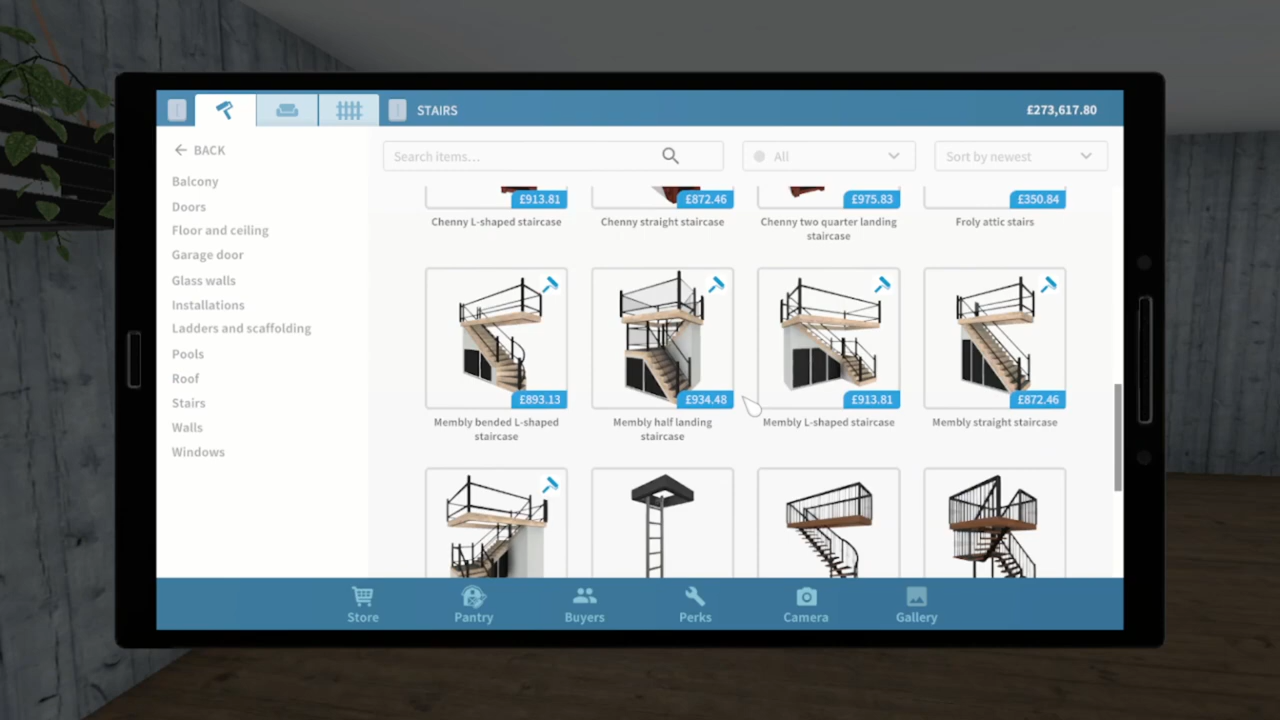 STAIRS
£273,617.80
BACK
Search items...
All
Sort by newest
Balcony
Doors
Floor and ceiling
Garage door
Glass walls
Installations
Ladders and scaffolding
Pools
Roof
Stairs
Walls
Windows
£913.81
£872.46
£975.83
£350.84
Chenny L-shaped staircase
Chenny straight staircase
Chenny two quarter landing
staircase
Froly attic stairs
£893.13
£934.48
£913.81
£872.46
Membly bended L-shaped
staircase
Membly half landing
staircase
Membly L-shaped staircase
Membly straight staircase
Store
Pantry
Buyers
Perks
Camera
Gallery